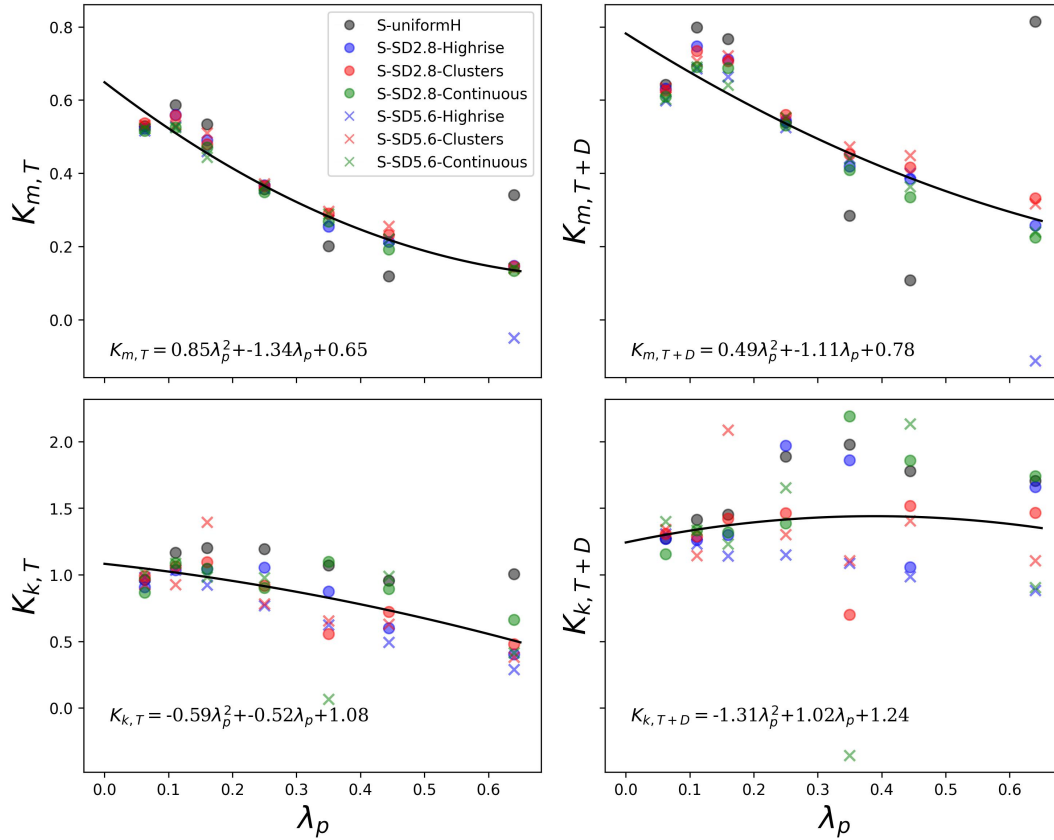 K_{m,T}
0.8
0.6
0.4
0.2
0.0
S-uniformH
S-SD2.8-Highrise
S-SD2.8-Clusters
S-SD2.8-Continuous
S-SD5.6-Highrise
S-SD5.6-Clusters
S-SD5.6-Continuous
K_{m,T} = 0.85λ_p^2+-1.34λ_p+0.65
K_{m,T+D}
K_{m,T+D} = 0.49λ_p^2+-1.11λ_p+0.78
K_{k,T}
2.0
1.5
1.0
0.5
0.0
K_{k,T} = -0.59λ_p^2+-0.52λ_p+1.08
0.0 0.1 0.2 0.3 0.4 0.5 0.6
λ_p
K_{k,T+D}
K_{k,T+D} = -1.31λ_p^2+1.02λ_p+1.24
0.0 0.1 0.2 0.3 0.4 0.5 0.6
λ_p